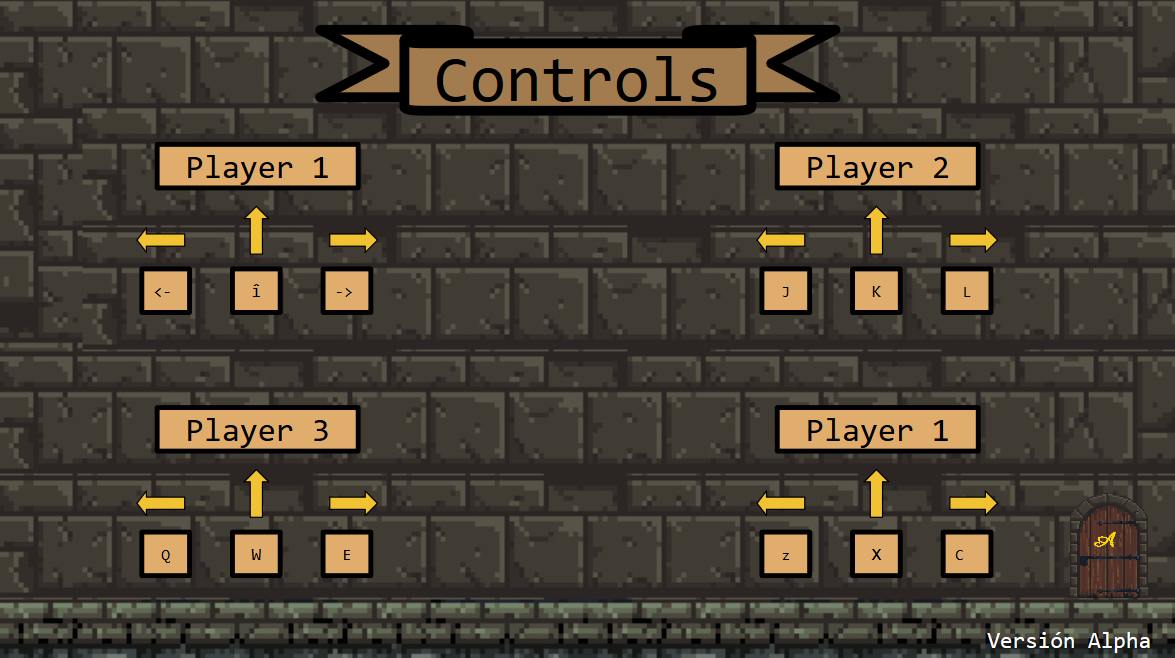 Controls
Player 1
Player 2
<- î ->
J K L
Player 3
Player 1
Q W E
z X C
A
Versión Alpha